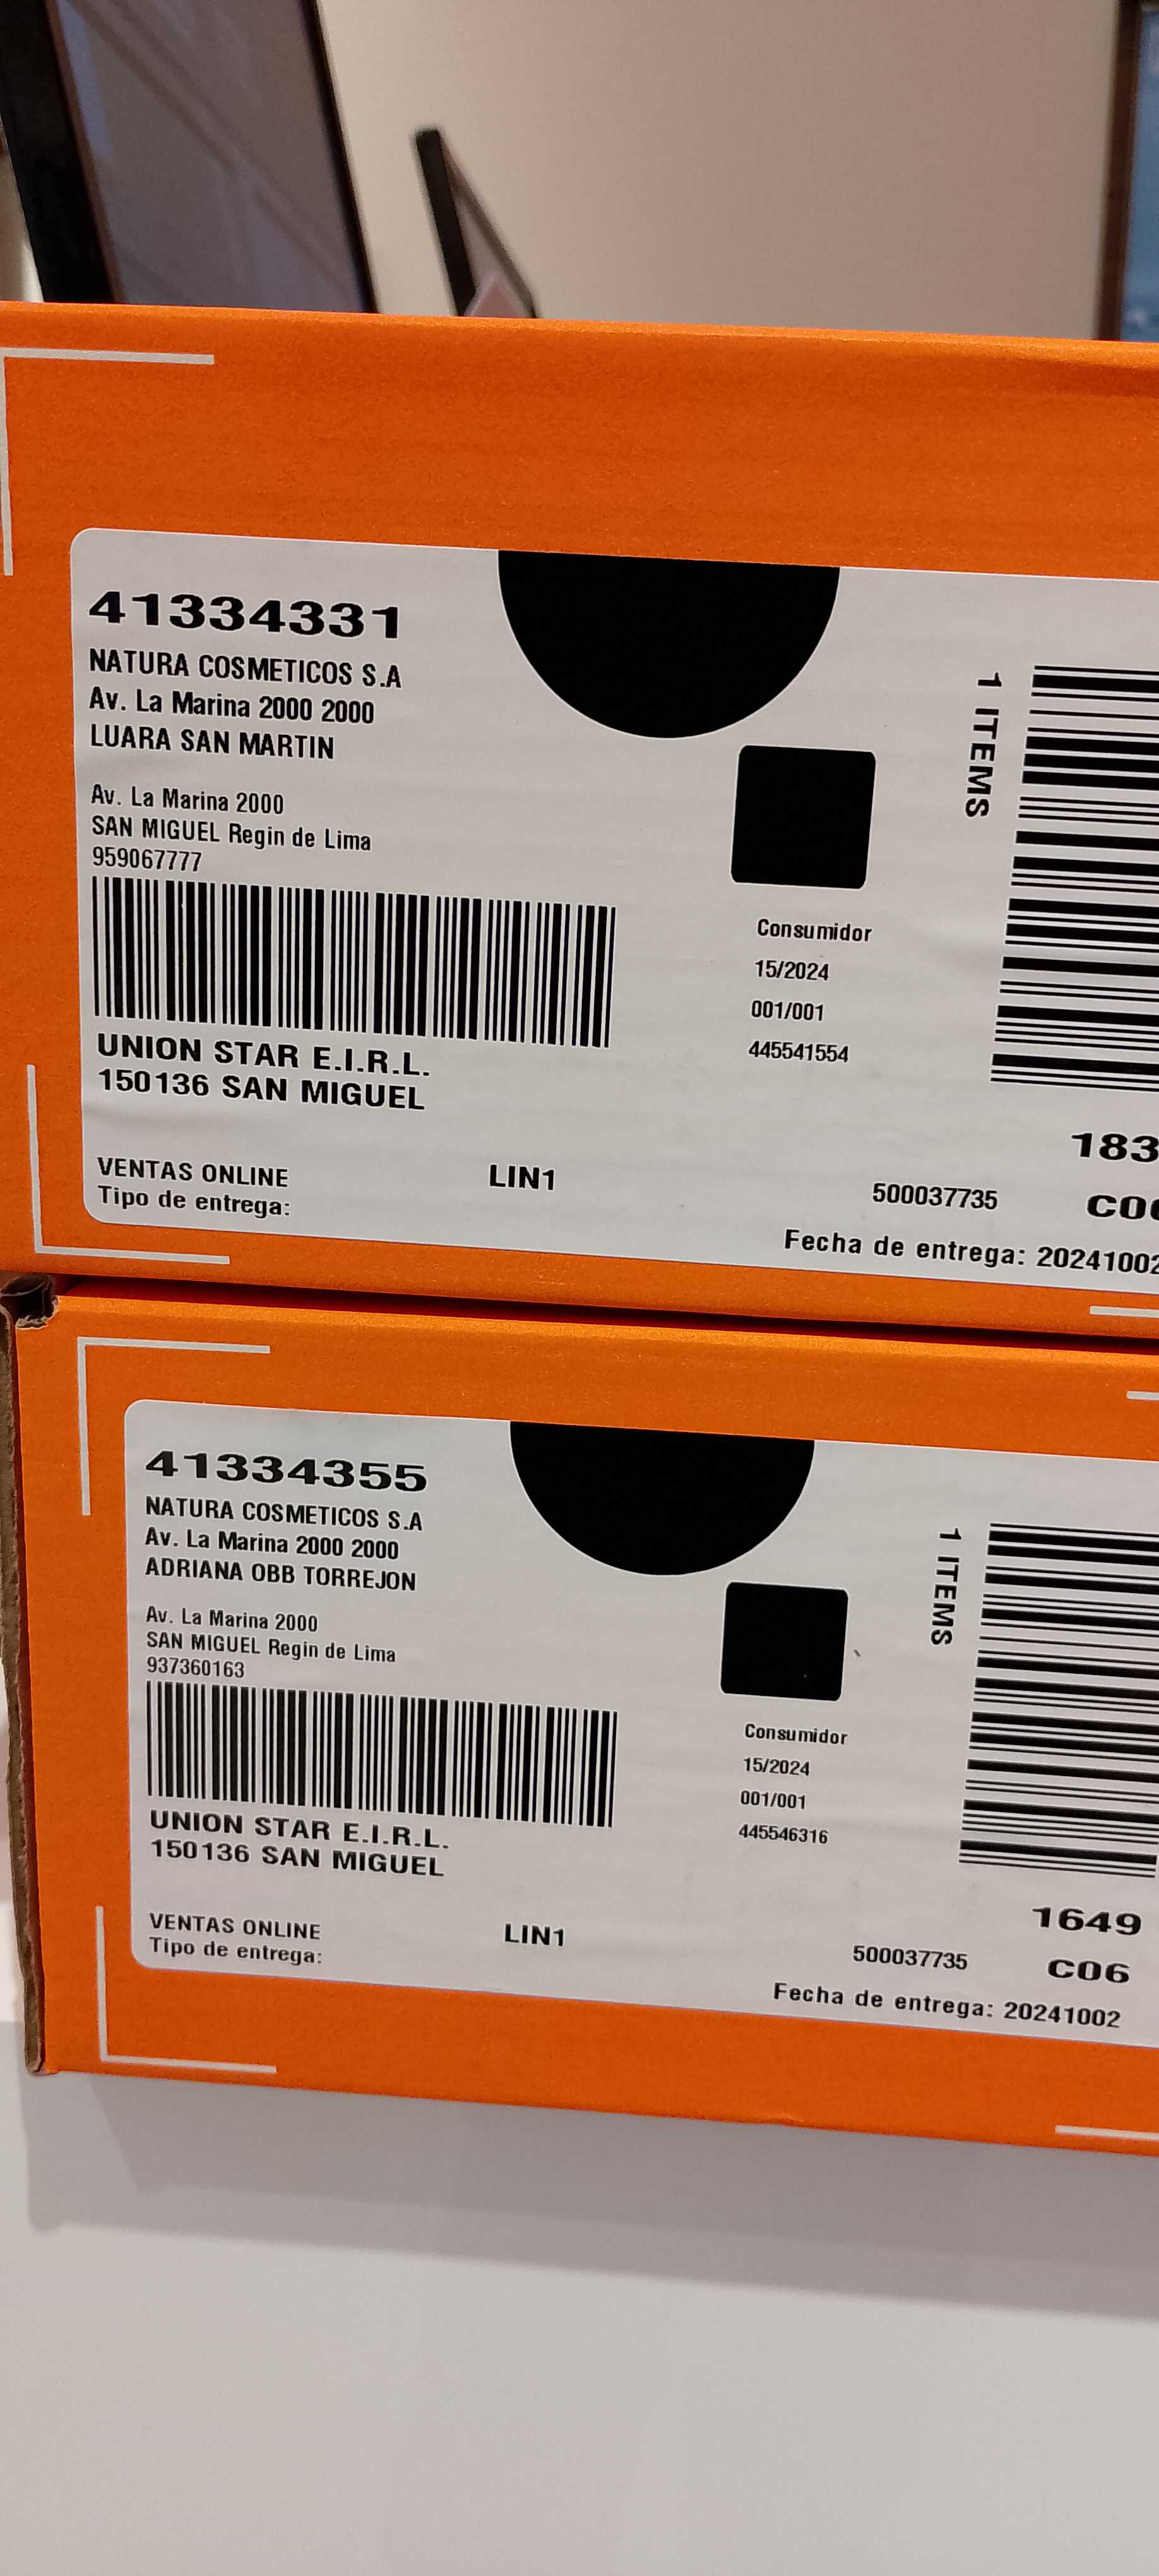 41334331
NATURA COSMETICOS S.A
Av. La Marina 2000 2000
LUARA SAN MARTIN
Av. La Marina 2000
SAN MIGUEL Regin de Lima
959067777
UNION STAR E.I.R.L.
150136 SAN MIGUEL
VENTAS ONLINE
Tipo de entrega:
LIN1
Consumidor
15/2024
001/001
445541554
1 ITEMS
183
500037735
Fecha de entrega: 20241002
41334355
NATURA COSMETICOS S.A
Av. La Marina 2000 2000
ADRIANA OBB TORREJON
Av. La Marina 2000
SAN MIGUEL Regin de Lima
937360163
UNION STAR E.I.R.L.
150136 SAN MIGUEL
VENTAS ONLINE
Tipo de entrega:
LIN1
Consumidor
15/2024
001/001
445546316
1 ITEMS
1649
500037735
C06
Fecha de entrega: 20241002